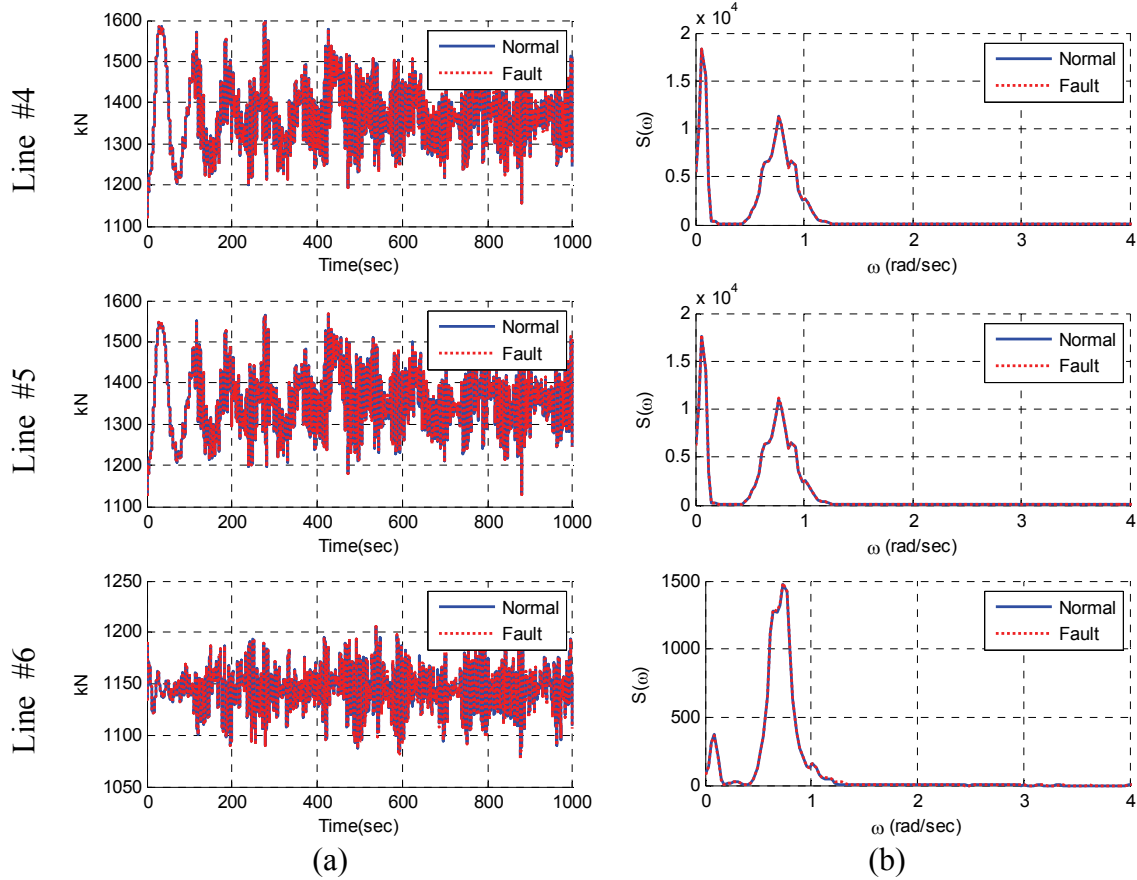 Line #4
1600
1500
1400
1300
1200
1100
kN
0 200 400 600 800 1000
Time(sec)
Normal
Fault
x 10^4
2
1.5
1
0.5
0
S(ω)
0 1 2 3 4
ω (rad/sec)
Normal
Fault
Line #5
1600
1500
1400
1300
1200
1100
kN
0 200 400 600 800 1000
Time(sec)
Normal
Fault
x 10^4
2
1.5
1
0.5
0
S(ω)
0 1 2 3 4
ω (rad/sec)
Normal
Fault
Line #6
1250
1200
1150
1100
1050
kN
0 200 400 600 800 1000
Time(sec)
Normal
Fault
1500
1000
500
0
S(ω)
0 1 2 3 4
ω (rad/sec)
Normal
Fault
(a) (b)